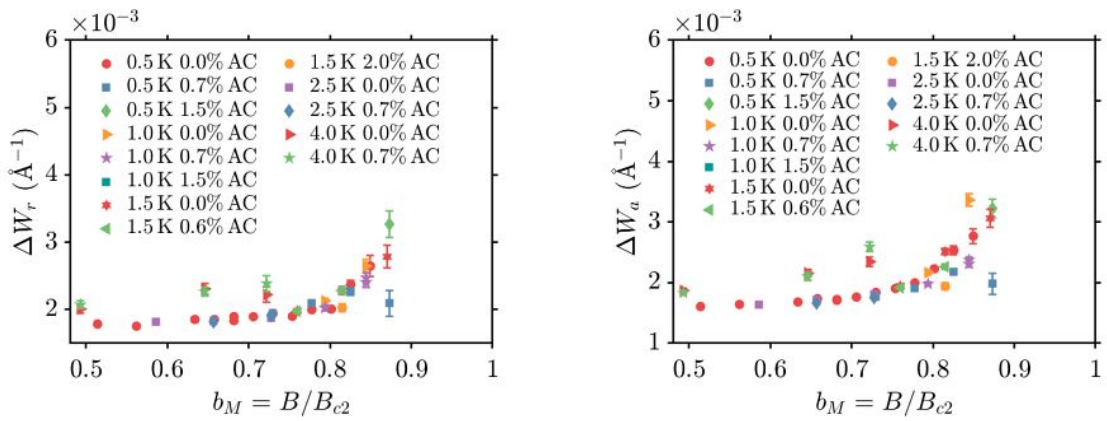 ×10⁻³
6
5
4
3
2
ΔWᵣ (Å⁻¹)
0.5 K 0.0% AC
0.5 K 0.7% AC
0.5 K 1.5% AC
1.0 K 0.0% AC
1.0 K 0.7% AC
1.0 K 1.5% AC
1.5 K 0.0% AC
1.5 K 0.6% AC
1.5 K 2.0% AC
2.5 K 0.0% AC
2.5 K 0.7% AC
4.0 K 0.0% AC
4.0 K 0.7% AC
0.5 0.6 0.7 0.8 0.9 1
b_M = B/B_c2
×10⁻³
6
5
4
3
2
1
ΔWₐ (Å⁻¹)
0.5 K 0.0% AC
0.5 K 0.7% AC
0.5 K 1.5% AC
1.0 K 0.0% AC
1.0 K 0.7% AC
1.0 K 1.5% AC
1.5 K 0.0% AC
1.5 K 0.6% AC
1.5 K 2.0% AC
2.5 K 0.0% AC
2.5 K 0.7% AC
4.0 K 0.0% AC
4.0 K 0.7% AC
0.5 0.6 0.7 0.8 0.9 1
b_M = B/B_c2